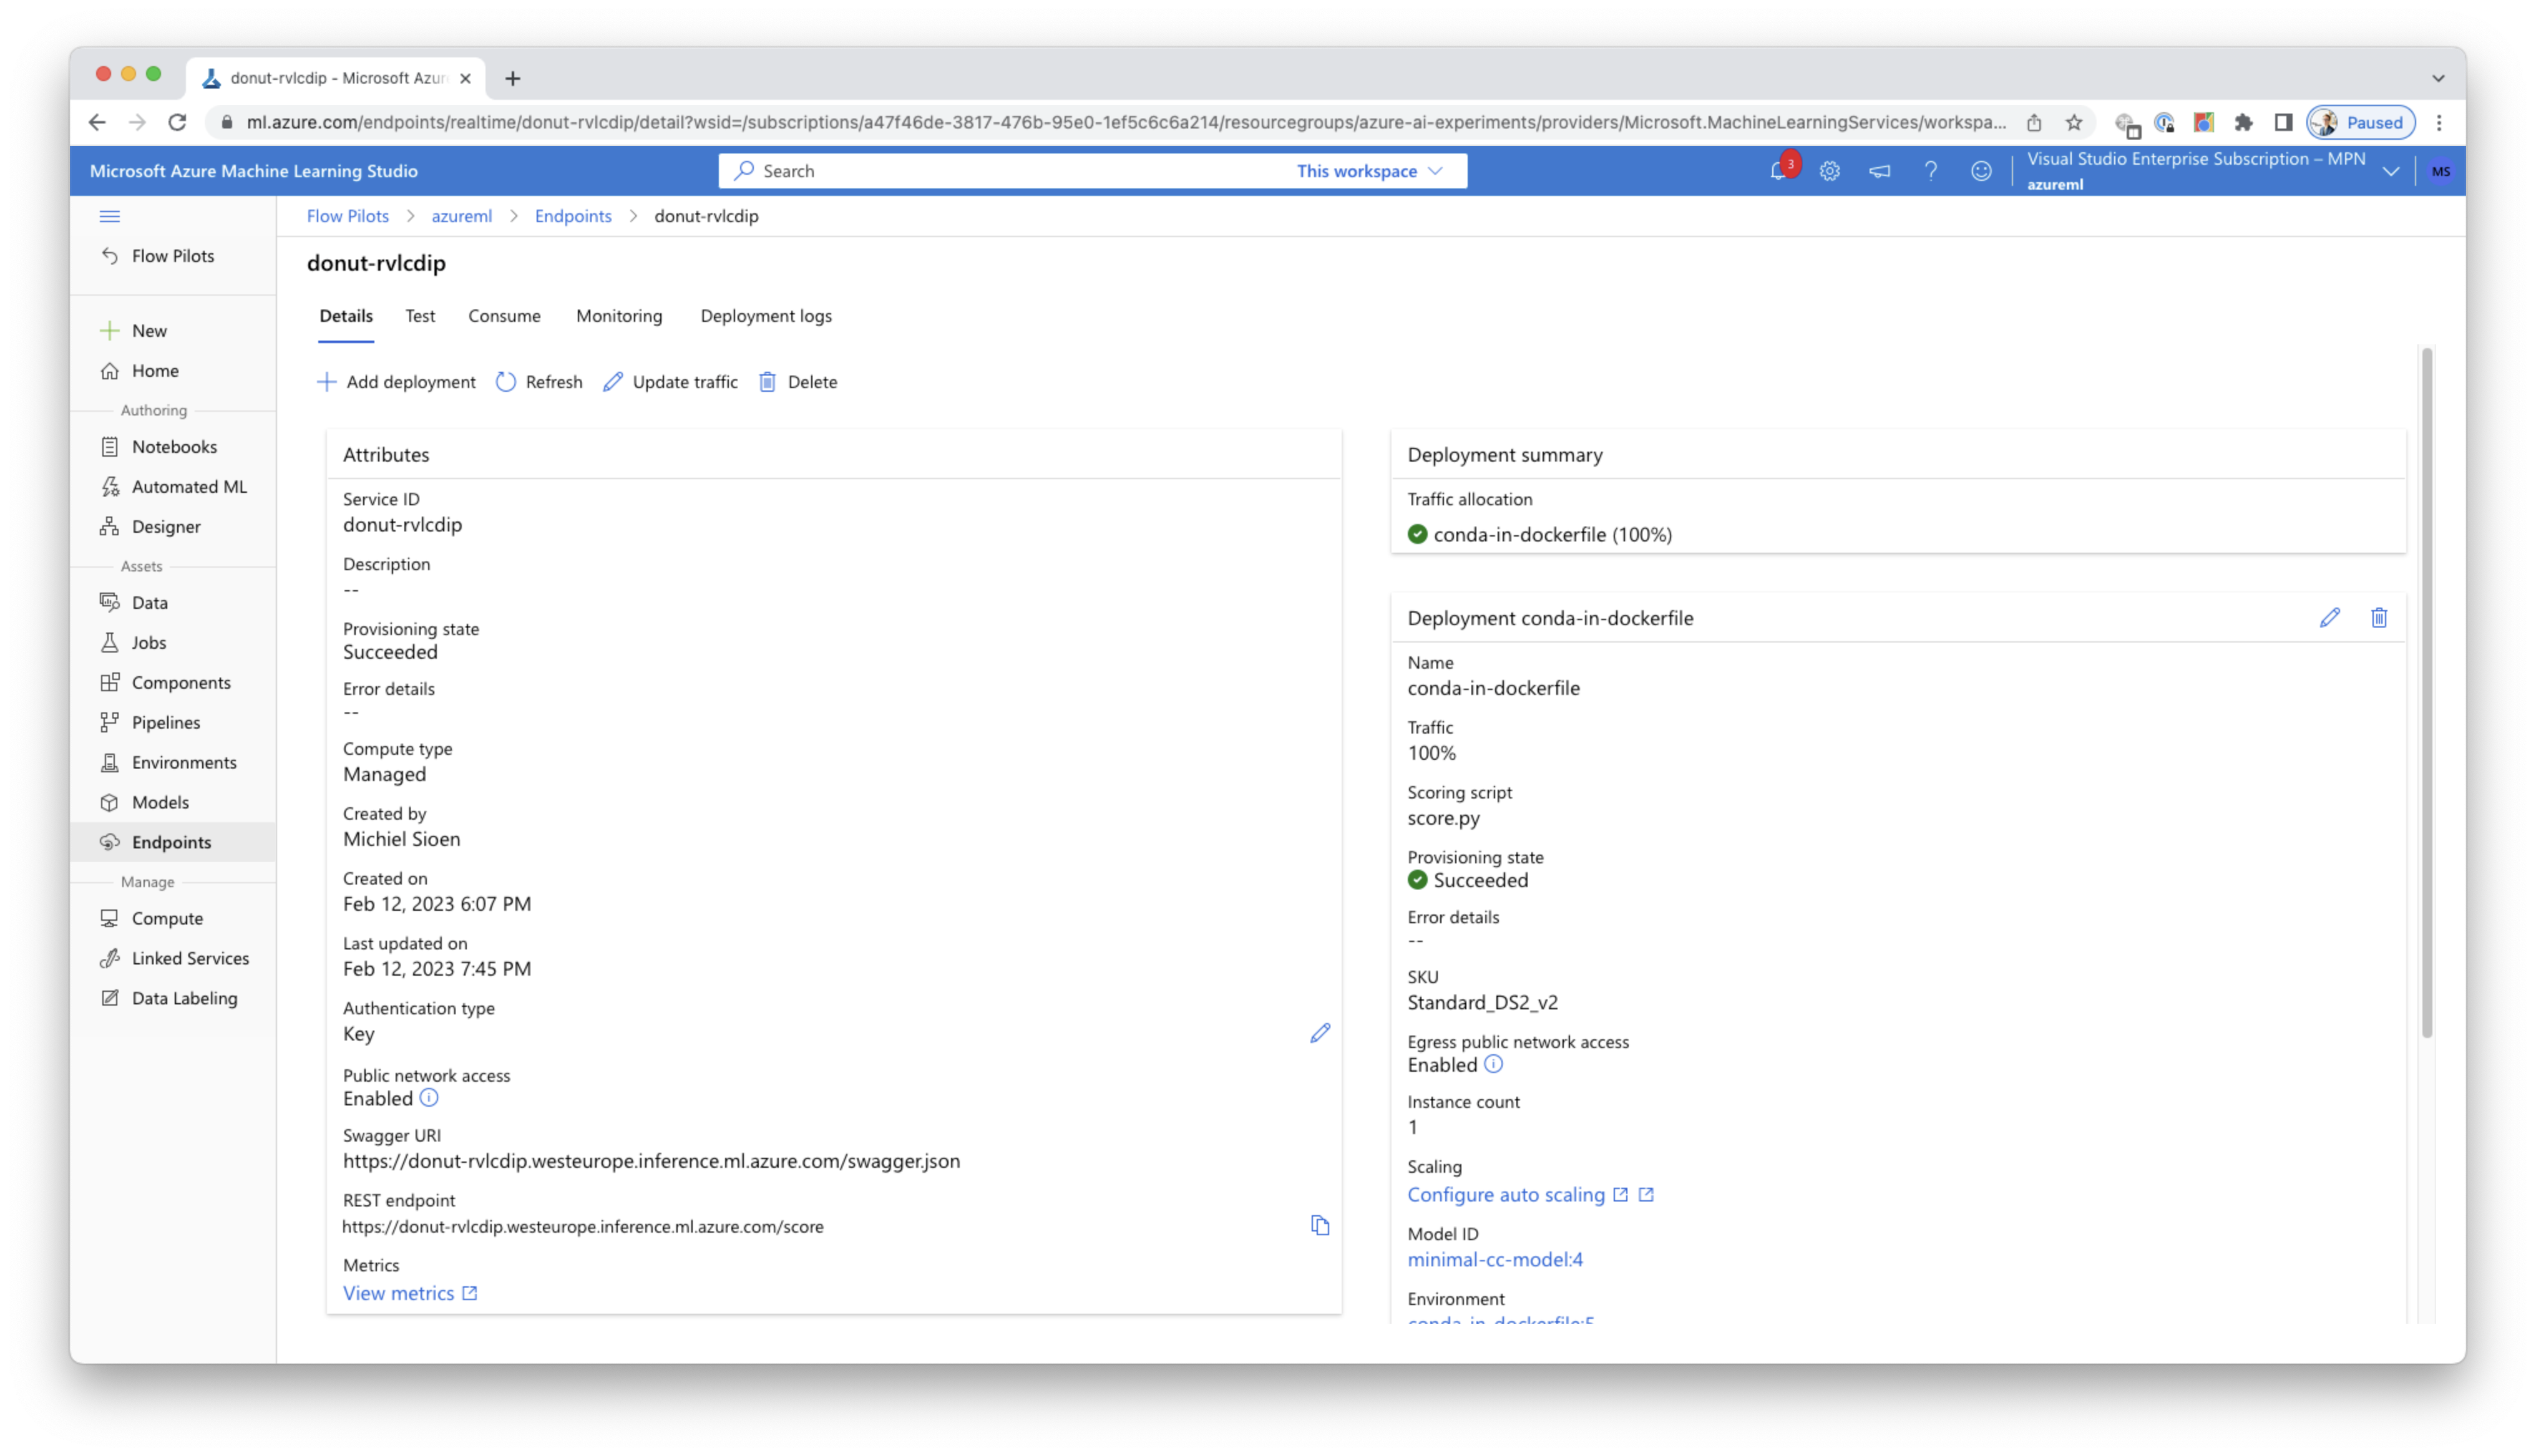 donut-rvlcdip - Microsoft Azur
ml.azure.com/endpoints/realtime/donut-rvlcdip/detail?wsid=/subscriptions/a47f46de-3817-476b-95e0-1ef5c6c6a214/resourcegroups/azure-ai-experiments/providers/Microsoft.MachineLearningServices/workspa...
Paused
Microsoft Azure Machine Learning Studio
Search
This workspace
3
Visual Studio Enterprise Subscription – MPN
azureml
MS
Flow Pilots > azureml > Endpoints > donut-rvlcdip
Flow Pilots
New
Home
Authoring
Notebooks
Automated ML
Designer
Assets
Data
Jobs
Components
Pipelines
Environments
Models
Endpoints
Manage
Compute
Linked Services
Data Labeling
donut-rvlcdip
Details Test Consume Monitoring Deployment logs
Add deployment Refresh Update traffic Delete
Attributes
Service ID
donut-rvlcdip
Description
--
Provisioning state
Succeeded
Error details
--
Compute type
Managed
Created by
Michiel Sioen
Created on
Feb 12, 2023 6:07 PM
Last updated on
Feb 12, 2023 7:45 PM
Authentication type
Key
Public network access
Enabled
Swagger URI
https://donut-rvlcdip.westeurope.inference.ml.azure.com/swagger.json
REST endpoint
https://donut-rvlcdip.westeurope.inference.ml.azure.com/score
Metrics
View metrics
Deployment summary
Traffic allocation
conda-in-dockerfile (100%)
Deployment conda-in-dockerfile
Name
conda-in-dockerfile
Traffic
100%
Scoring script
score.py
Provisioning state
Succeeded
Error details
--
SKU
Standard_DS2_v2
Egress public network access
Enabled
Instance count
1
Scaling
Configure auto scaling
Model ID
minimal-cc-model:4
Environment
conda-in-dockerfile:5